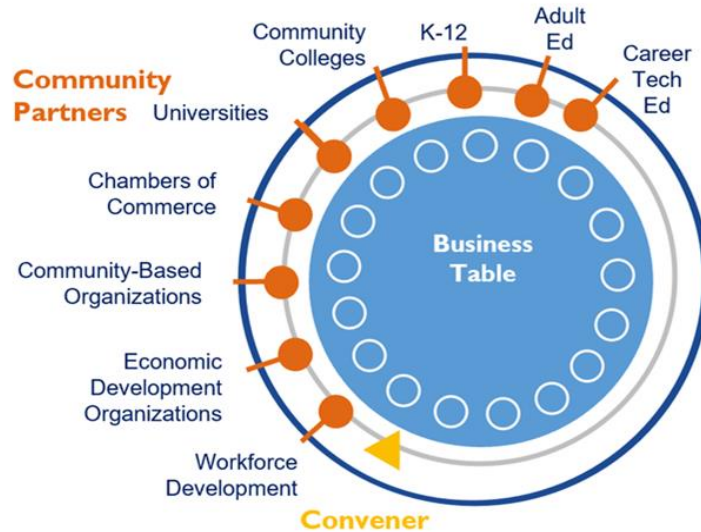 Community
Partners
Universities
Community
Colleges
K-12
Adult
Ed
Career
Tech
Ed
Chambers of
Commerce
Community-Based
Organizations
Economic
Development
Organizations
Workforce
Development
Convener
Business
Table